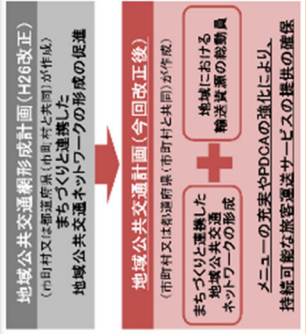 地域公共交通網形成計画(H26改正)
(市町村又は都道府県(市町村と共同)が作成)
まちづくりと連携した
地域公共交通ネットワークの形成の促進
地域公共交通計画(今回改正後)
(市町村又は都道府県(市町村と共同)が作成)
まちづくりと連携した
地域公共交通
ネットワークの形成
地域における
輸送資源の総動員
メニューの充実やPDCAの強化により、
持続可能な旅客運送サービスの提供の確保